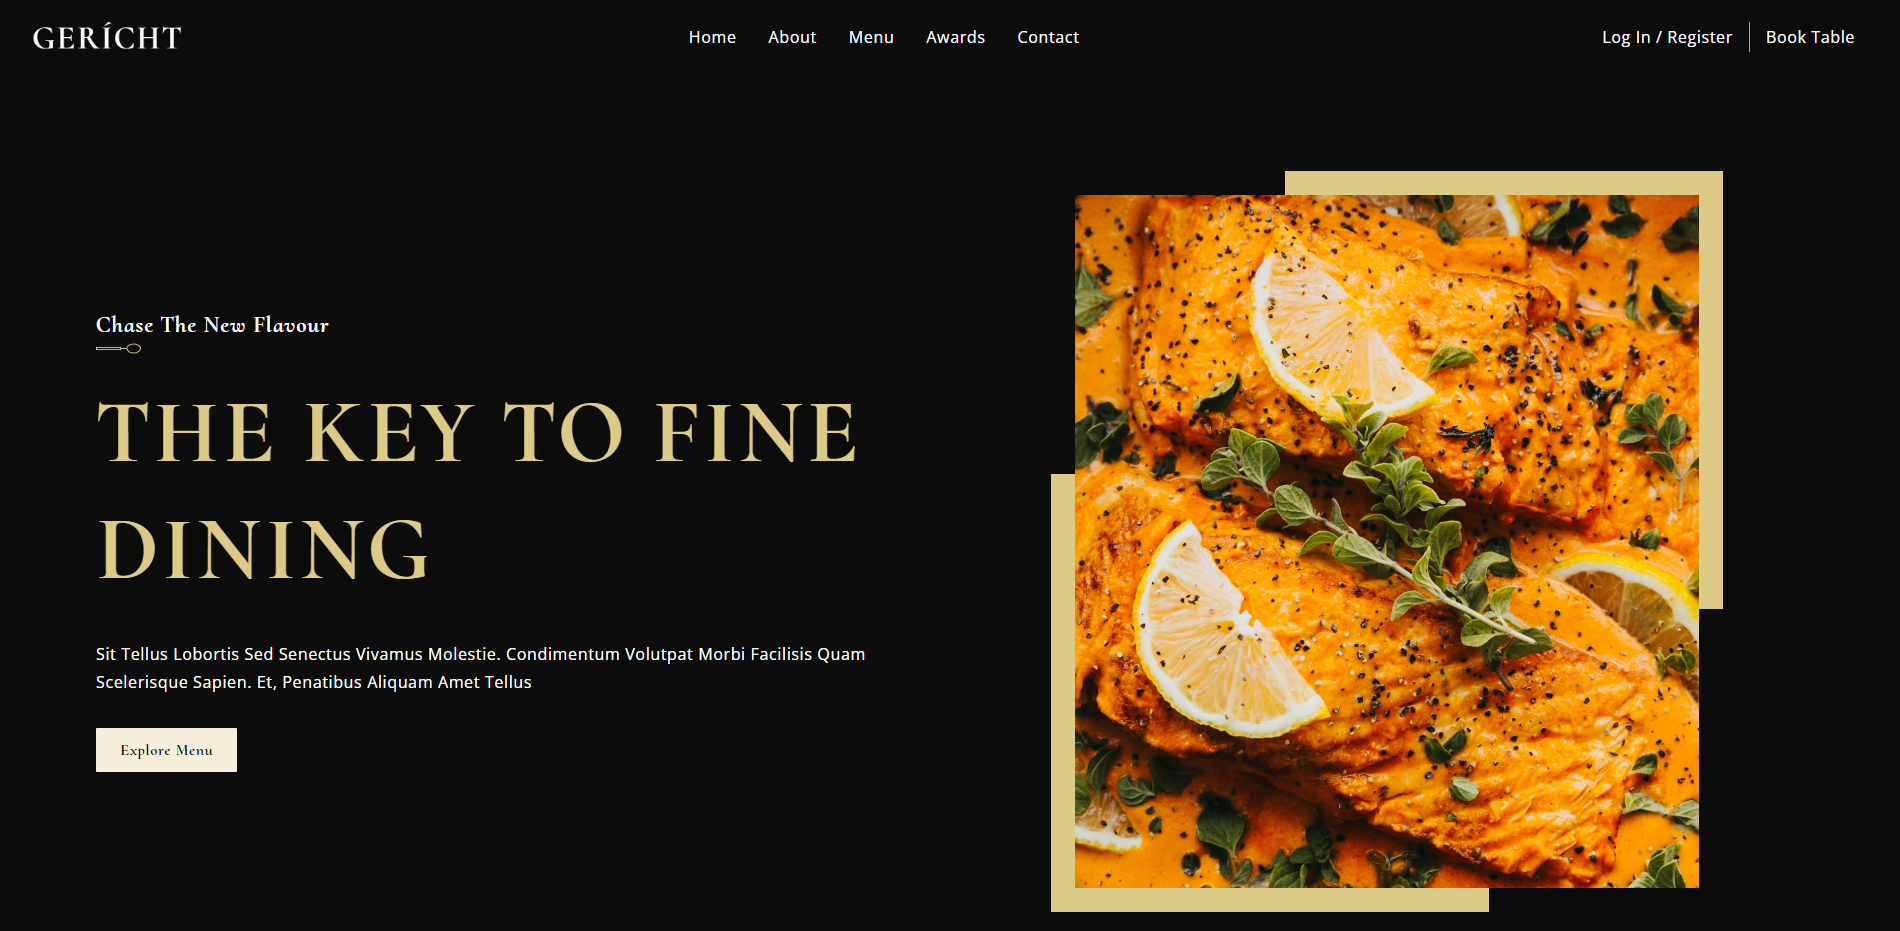 GERÍCHT
Home About Menu Awards Contact
Log In / Register Book Table
Chase The New Flavour
THE KEY TO FINE
DINING
Sit Tellus Lobortis Sed Senectus Vivamus Molestie. Condimentum Volutpat Morbi Facilisis Quam
Scelerisque Sapien. Et, Penatibus Aliquam Amet Tellus
Explore Menu